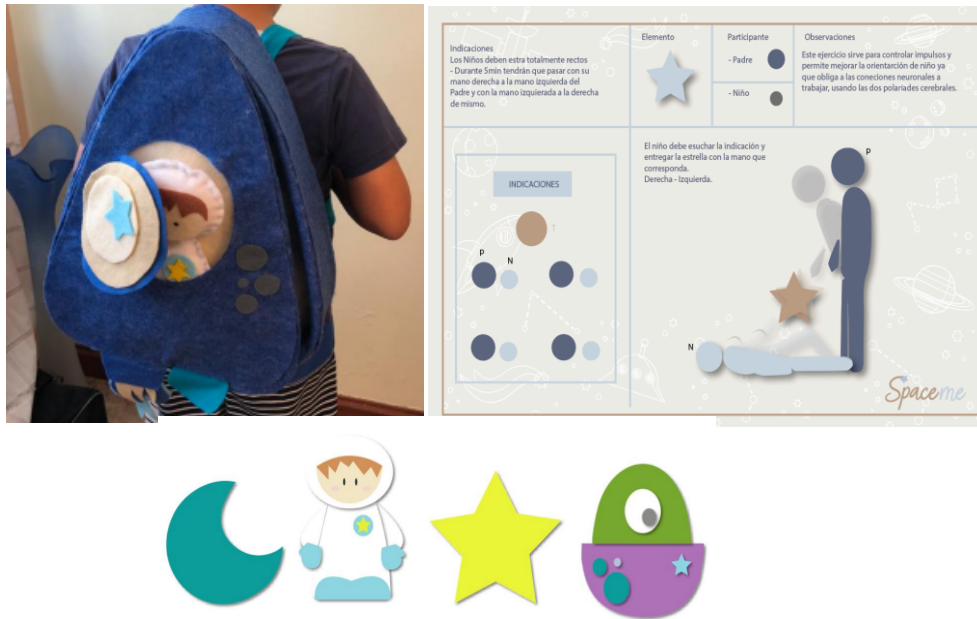 Indicaciones
Los Niños deben estra totalmente rectos
- Durante 5min tendrán que pasar con su
mano derecha a la mano izquierda del
Padre y con la mano izquierada a la derecha
de mismo.
Elemento
Participante
- Padre
- Niño
Observaciones
Este ejercicio sirve para controlar impulsos y
permite mejorar la orientarción de niño ya
que obliga a las coneciones neuronales a
trabajar, usando las dos polariades cerebrales.
INDICACIONES
P
N
El niño debe esuchar la indicación y
entregar la estrella con la mano que
corresponda.
Derecha - Izquierda.
P
N
Spaceme